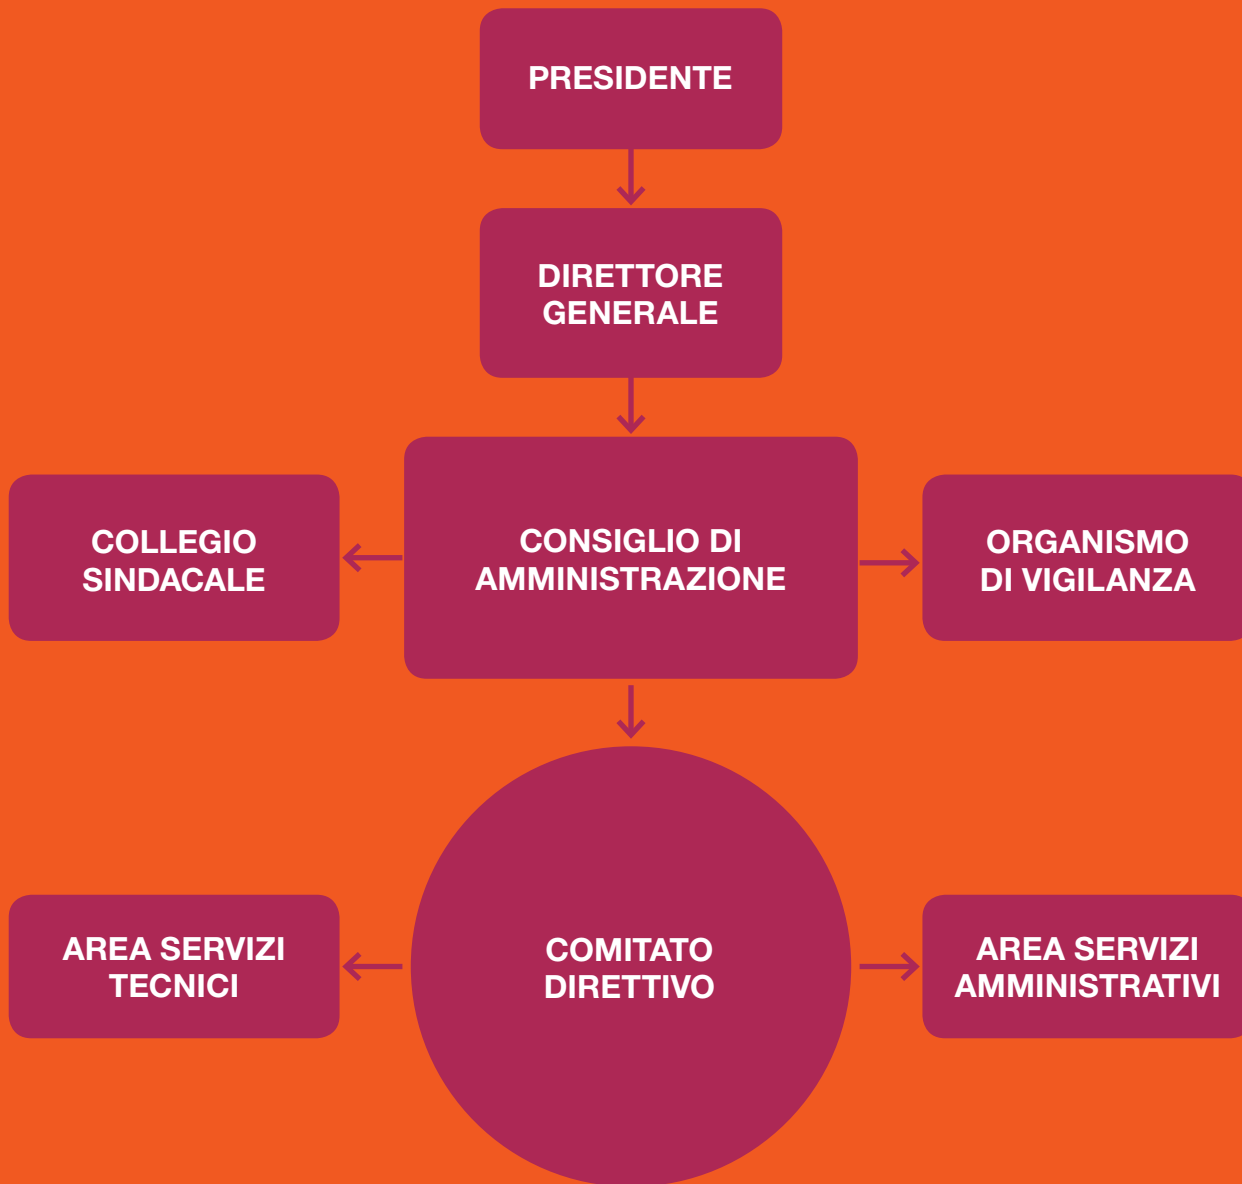 PRESIDENTE
DIRETTORE
GENERALE
COLLEGIO
SINDACALE
CONSIGLIO DI
AMMINISTRAZIONE
ORGANISMO
DI VIGILANZA
AREA SERVIZI
TECNICI
COMITATO
DIRETTIVO
AREA SERVIZI
AMMINISTRATIVI